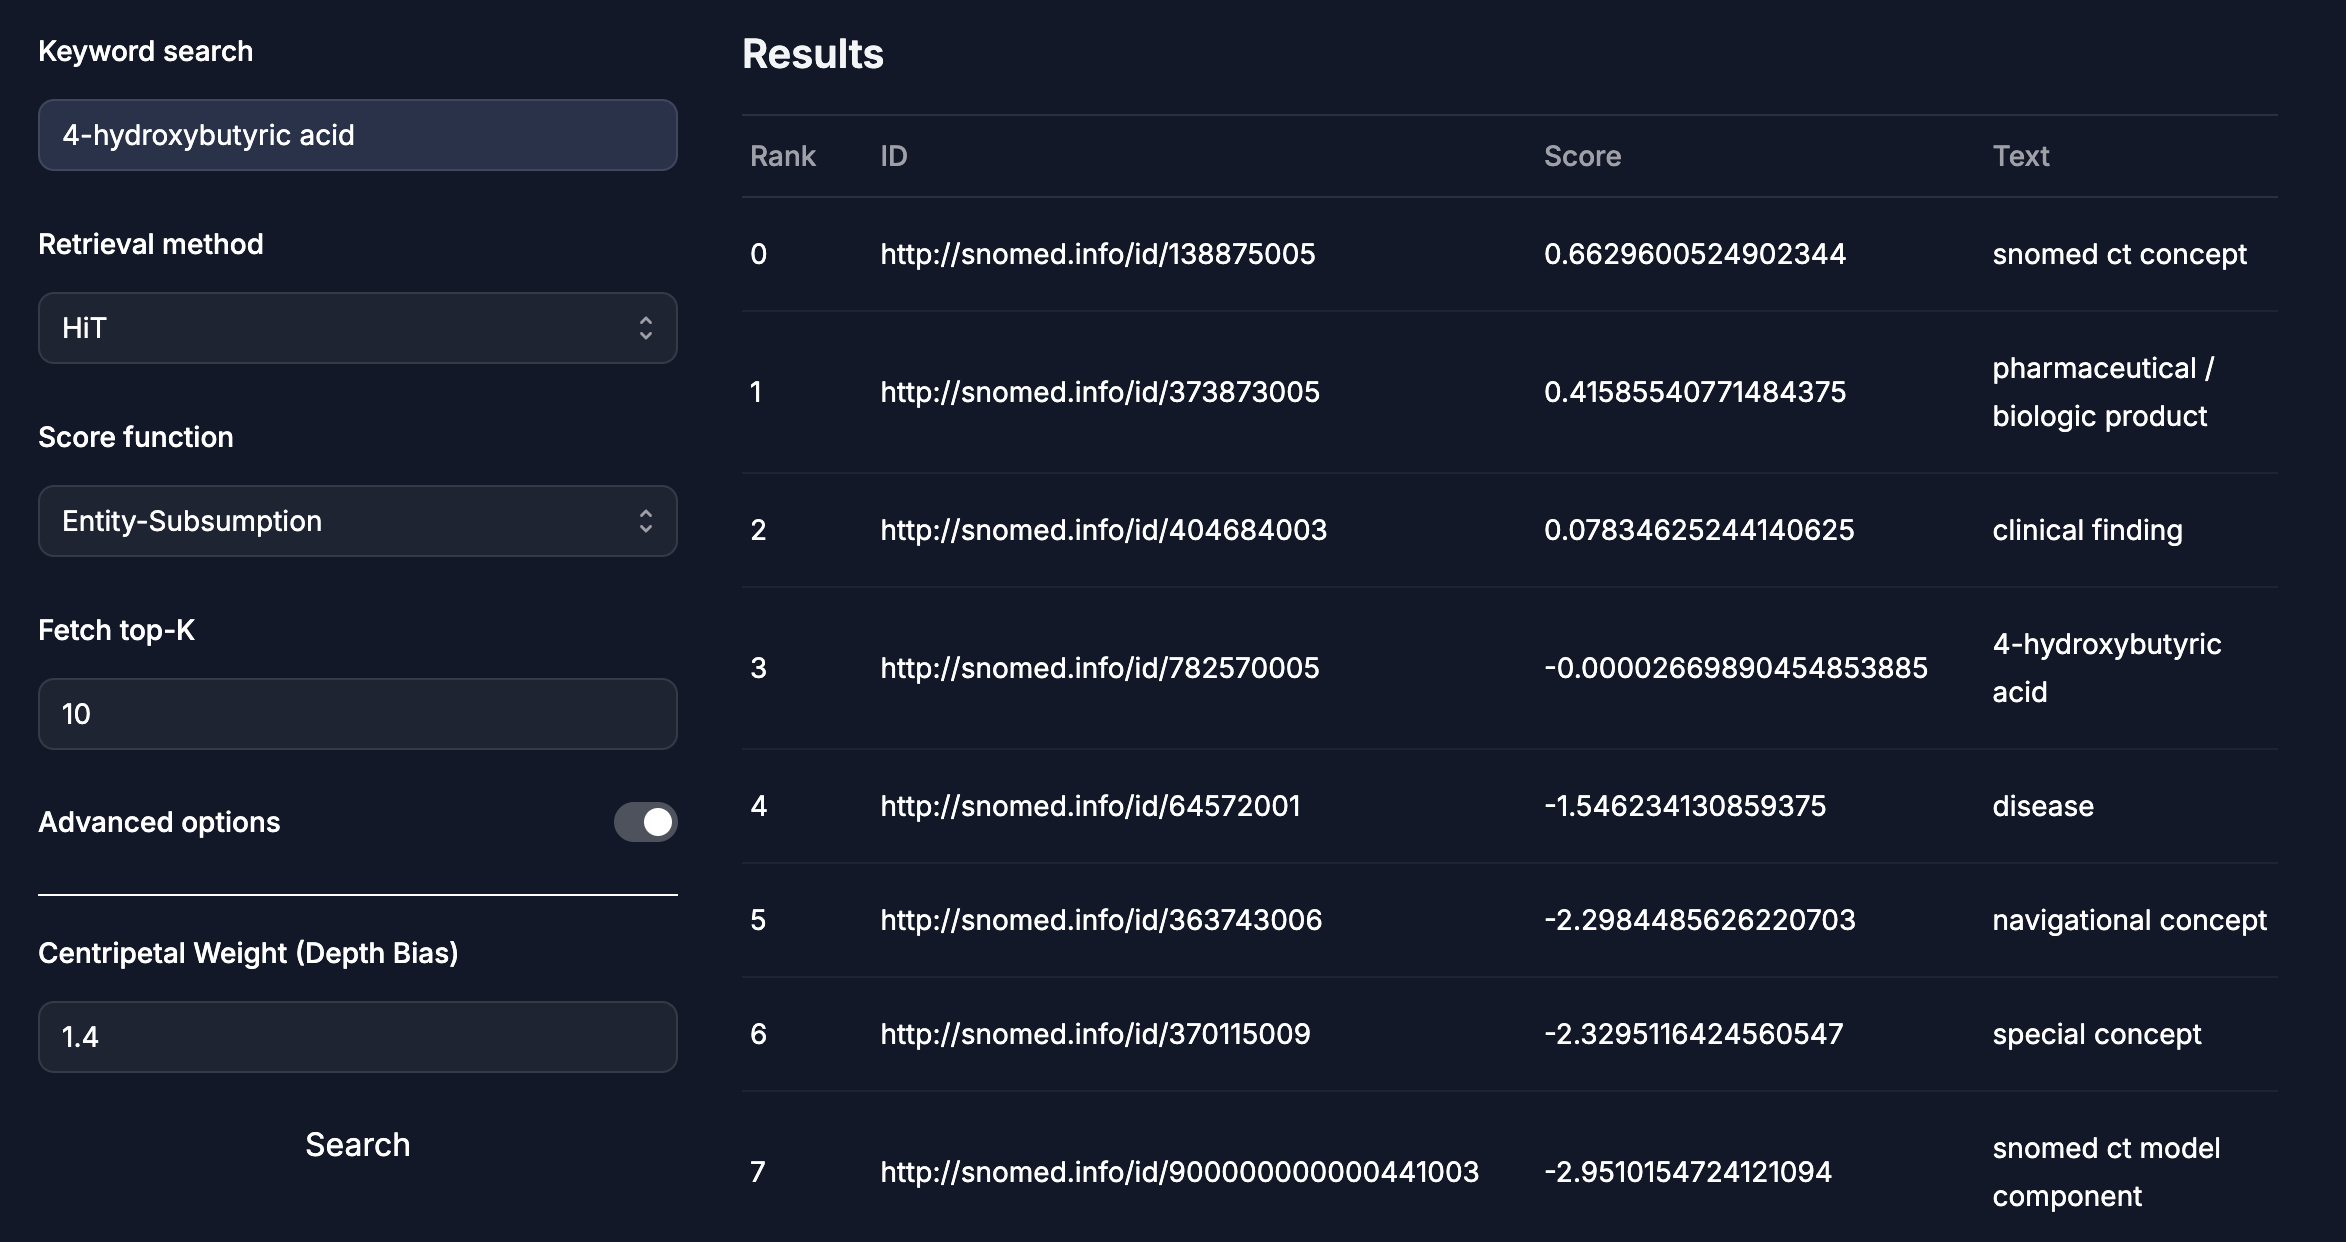 Keyword search
4-hydroxybutyric acid
Retrieval method
HiT
Score function
Entity-Subsumption
Fetch top-K
10
Advanced options
Centripetal Weight (Depth Bias)
1.4
Search
Results
Rank ID Score Text
0 http://snomed.info/id/138875005 0.6629600524902344 snomed ct concept
1 http://snomed.info/id/373873005 0.41585540771484375 pharmaceutical /
biologic product
2 http://snomed.info/id/404684003 0.07834625244140625 clinical finding
3 http://snomed.info/id/782570005 -0.00002669890454853885 4-hydroxybutyric
acid
4 http://snomed.info/id/64572001 -1.546234130859375 disease
5 http://snomed.info/id/363743006 -2.2984485626220703 navigational concept
6 http://snomed.info/id/370115009 -2.3295116424560547 special concept
7 http://snomed.info/id/900000000000441003 -2.9510154724121094 snomed ct model
component